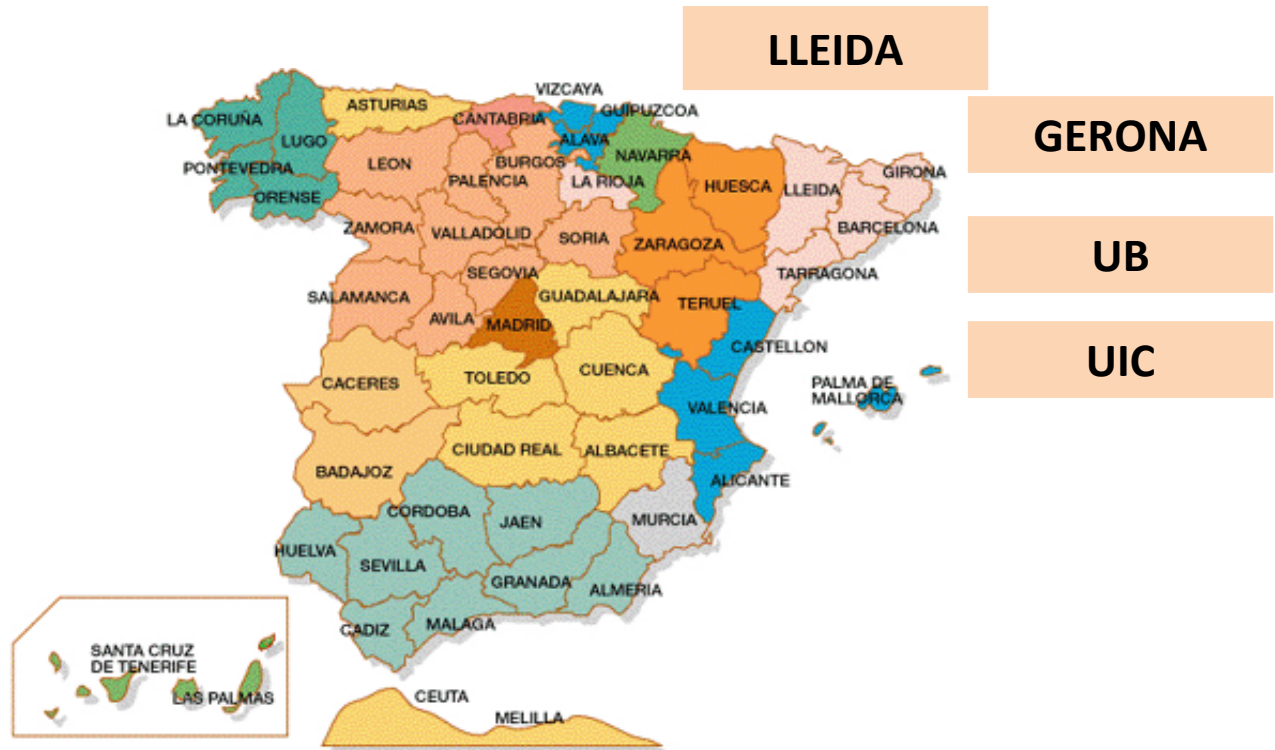 LLEIDA
GERONA
UB
UIC
VIZCAYA
ASTURIAS
GUIPUZCOA
LA CORUÑA
CANTABRIA
LUGO
ALAVA
NAVARRA
LEON
BURGOS
PONTEVEDRA
PALENCIA
LA RIOJA
HUESCA
LLEIDA
GIRONA
ORENSE
ZAMORA
VALLADOLID
SORIA
ZARAGOZA
BARCELONA
SEGOVIA
TARRAGONA
SALAMANCA
GUADALAJARA
TERUEL
AVILA
MADRID
CASTELLON
CACERES
TOLEDO
CUENCA
PALMA DE
MALLORCA
VALENCIA
CIUDAD REAL
ALBACETE
BADAJOZ
ALICANTE
CORDOBA
JAEN
MURCIA
HUELVA
SEVILLA
GRANADA
ALMERIA
CADIZ
MALAGA
SANTA CRUZ
DE TENERIFE
LAS PALMAS
CEUTA
MELILLA